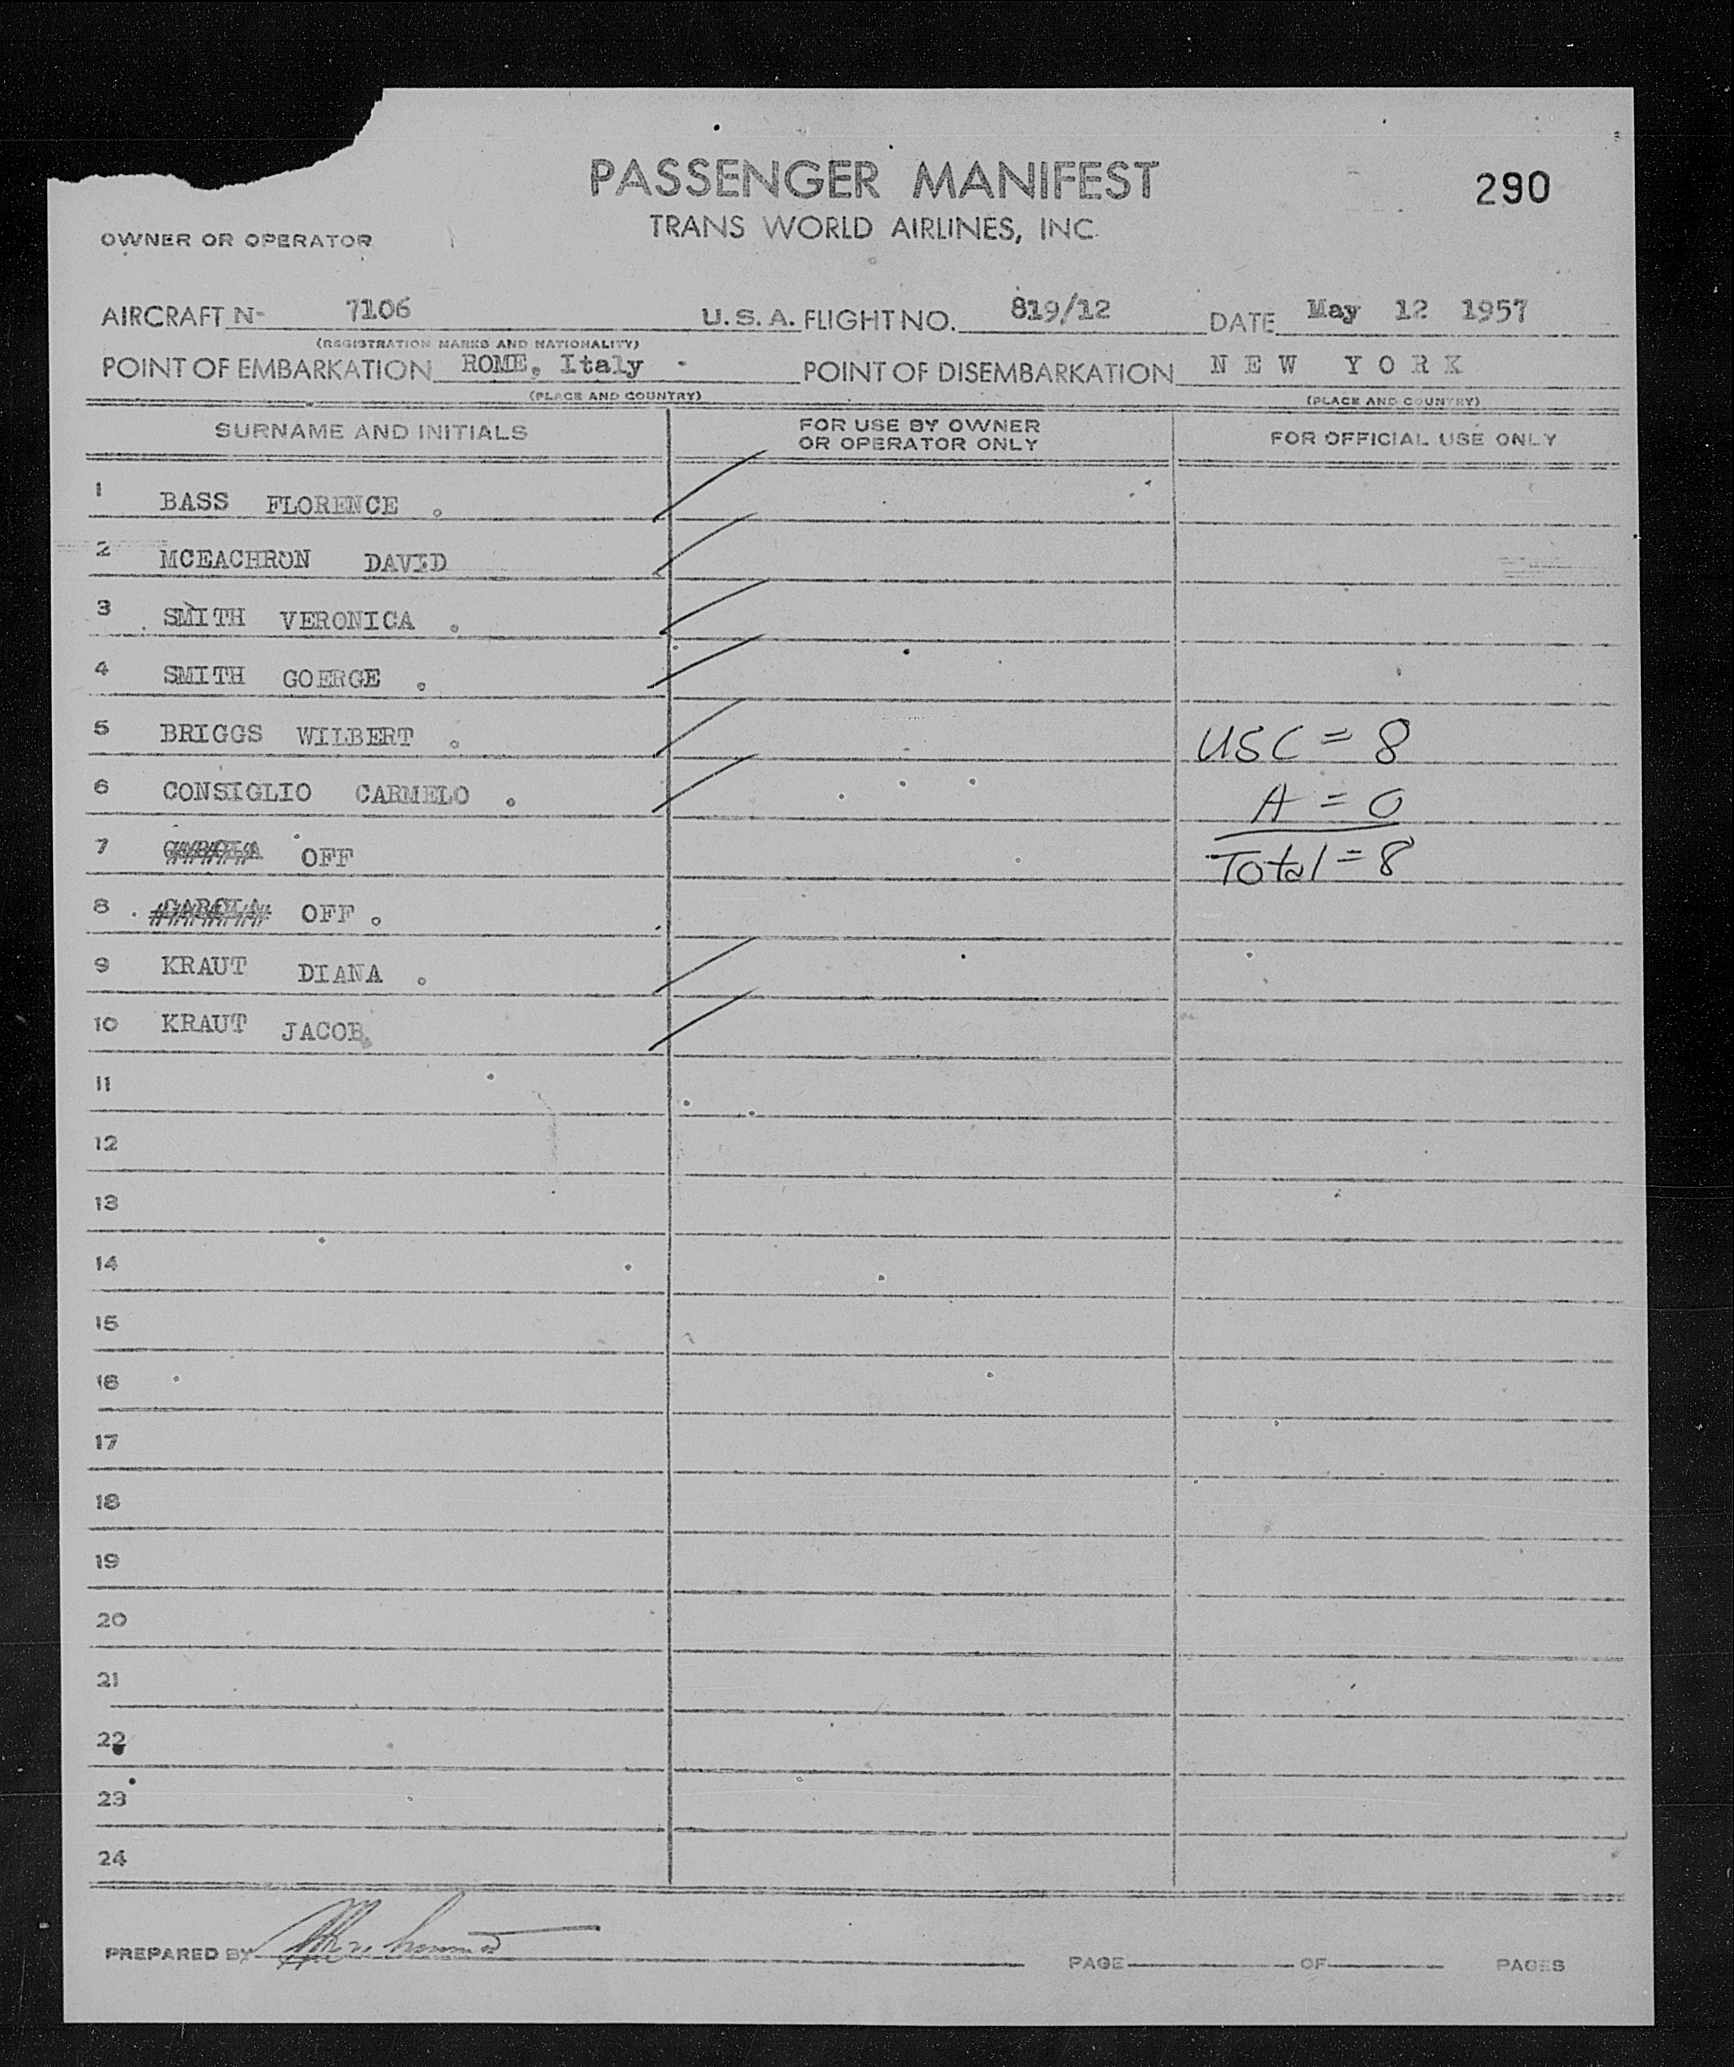 PASSENGER MANIFEST
290
TRANS WORLD AIRLINES, INC.
OWNER OR OPERATOR
AIRCRAFT N- 7106 U.S.A. FLIGHT NO. 819/12 DATE May 12 1957
(REGISTRATION MARKS AND NATIONALITY)
POINT OF EMBARKATION ROME, Italy - POINT OF DISEMBARKATION NEW YORK
(PLACE AND COUNTRY) (PLACE AND COUNTRY)
SURNAME AND INITIALS FOR USE BY OWNER OR OPERATOR ONLY FOR OFFICIAL USE ONLY
1 BASS FLORENCE .
2 MCEACHRON DAVID
3 SMITH VERONICA .
4 SMITH GOERGE .
5 BRIGGS WILBERT . USC = 8
6 CONSIGLIO CARMELO . A = 0
7 OFF Total = 8
8 OFF .
9 KRAUT DIANA .
10 KRAUT JACOB.
11
12
13
14
15
16
17
18
19
20
21
22
23
24
PREPARED BY
PAGE OF PAGES